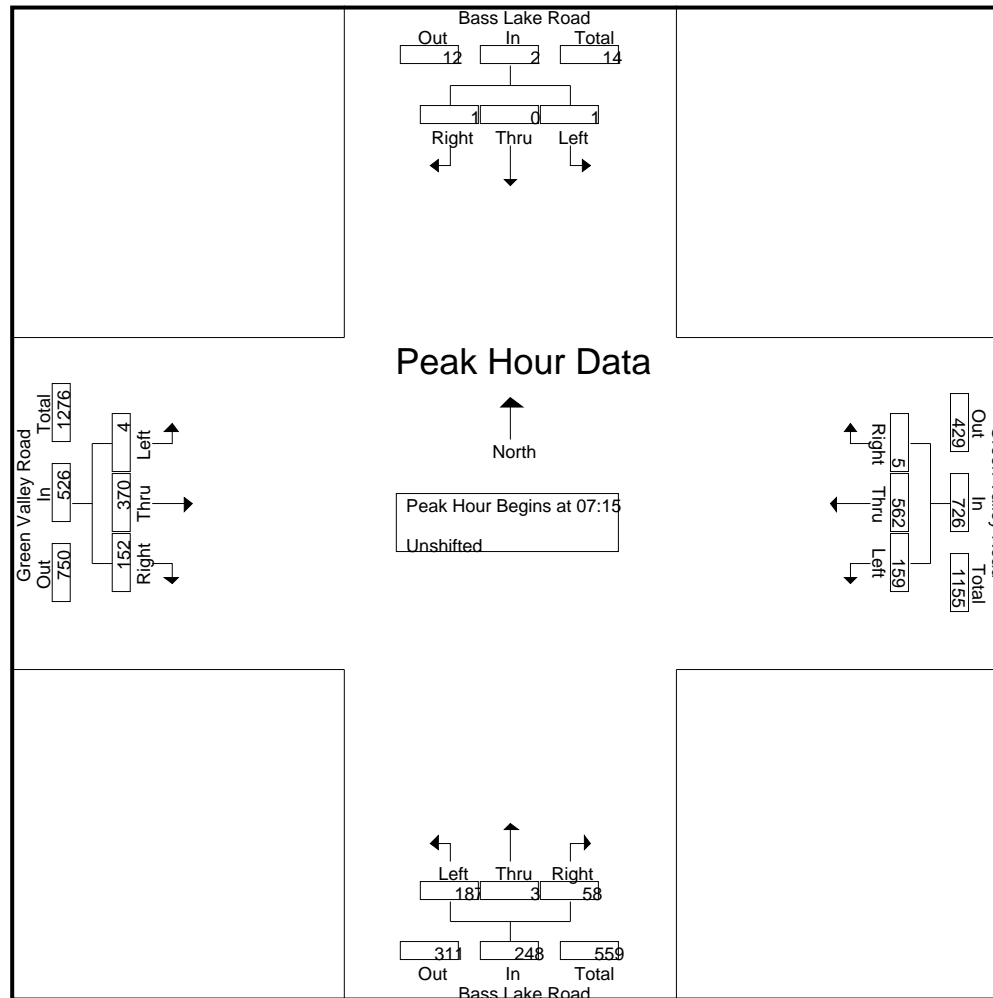 Bass Lake Road
Out In Total
12 2 14
1 0 1
Right Thru Left
Peak Hour Data
North
Peak Hour Begins at 07:15
Unshifted
Green Valley Road
Total In Out
1276 526 750
4 370 152
Left Thru Right
Right Thru Left
5 562 159
429 726 1155
Out In Total
Left Thru Right
187 3 58
311 248 559
Out In Total
Bass Lake Road